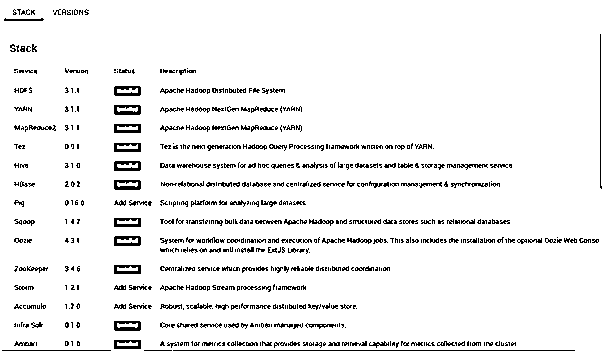 STACK VERSIONS
Stack
Service Version Status Description
HDFS 3.1.1 Installed Apache Hadoop Distributed File System
YARN 3.1.1 Installed Apache Hadoop NextGen MapReduce (YARN)
MapReduce2 3.1.1 Installed Apache Hadoop NextGen MapReduce (YARN)
Tez 0.9.1 Installed Tez is the next generation Hadoop Query Processing framework written on top of YARN.
Hive 3.1.0 Installed Data warehouse system for ad-hoc queries & analysis of large datasets and table & storage management service
HBase 2.0.2 Installed Non-relational distributed database and centralized service for configuration management & synchronization
Pig 0.16.0 Add Service Scripting platform for analyzing large datasets
Sqoop 1.4.7 Installed Tool for transferring bulk data between Apache Hadoop and structured data stores such as relational databases
Oozie 4.3.1 Installed System for workflow coordination and execution of Apache Hadoop jobs. This also includes the installation of the optional Oozie Web Conso
which relies on and will install the ExtJS Library.
ZooKeeper 3.4.6 Installed Centralized service which provides highly reliable distributed coordination
Storm 1.2.1 Add Service Apache Hadoop Stream processing framework
Accumulo 1.7.0 Add Service Robust, scalable, high performance distributed key/value store.
Infra Solr 0.1.0 Installed Core shared service used by Ambari managed components.
Ambari 0.1.0 Installed A system for metrics collection that provides storage and retrieval capability for metrics collected from the cluster